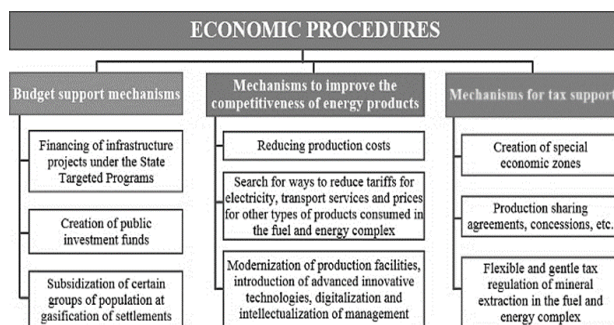 ECONOMIC PROCEDURES
Budget support mechanisms
Financing of infrastructure
projects under the State
Targeted Programs
Creation of public
investment funds
Subsidization of certain
groups of population at
gasification of settlements
Mechanisms to improve the
competitiveness of energy products
Reducing production costs
Search for ways to reduce tariffs for
electricity, transport services and prices
for other types of products consumed in
the fuel and energy complex
Modernization of production facilities,
introduction of advanced innovative
technologies, digitalization and
intellectualization of management
Mechanisms for tax support
Creation of special
economic zones
Production sharing
agreements, concessions, etc.
Flexible and gentle tax
regulation of mineral
extraction in the fuel and
energy complex